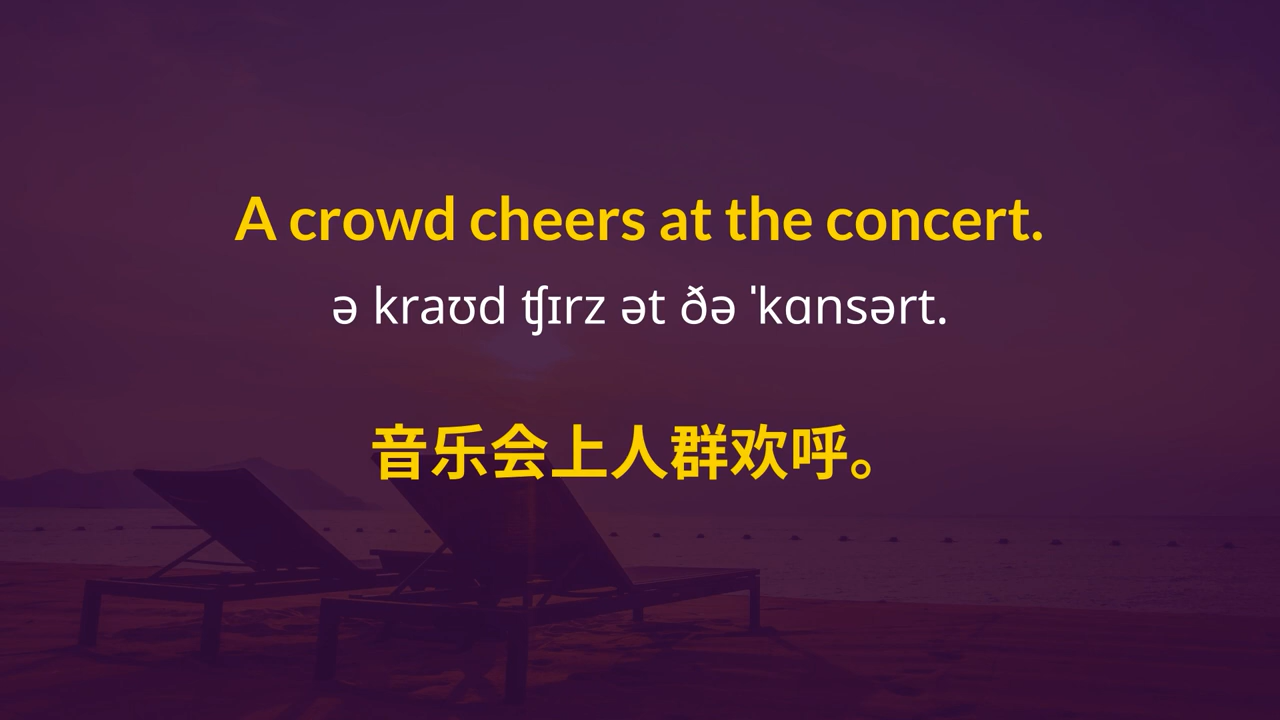 A crowd cheers at the concert.
ə kraʊd ʧɪrz ət ðə ˈkɑnsərt.
音乐会上人群欢呼。